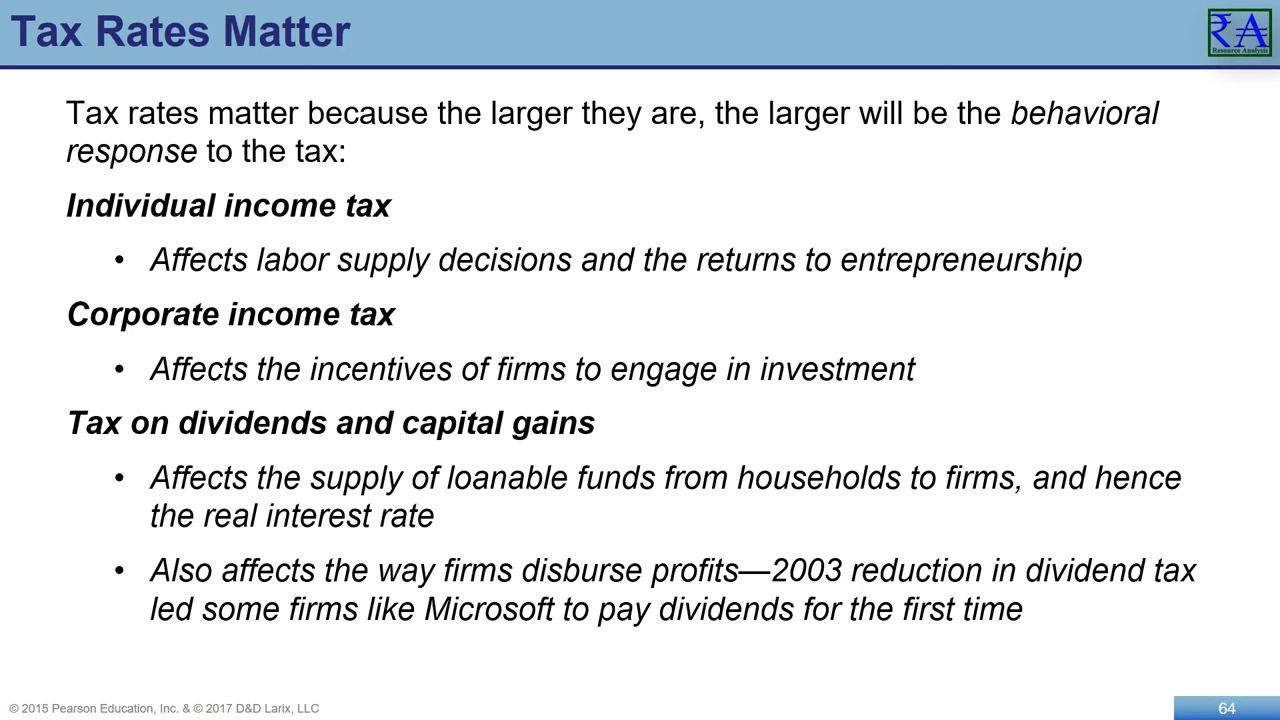 Tax Rates Matter
₹A
Resource Analysis
Tax rates matter because the larger they are, the larger will be the behavioral
response to the tax:
Individual income tax
• Affects labor supply decisions and the returns to entrepreneurship
Corporate income tax
• Affects the incentives of firms to engage in investment
Tax on dividends and capital gains
• Affects the supply of loanable funds from households to firms, and hence
the real interest rate
• Also affects the way firms disburse profits—2003 reduction in dividend tax
led some firms like Microsoft to pay dividends for the first time
© 2015 Pearson Education, Inc. & © 2017 D&D Larix, LLC
64